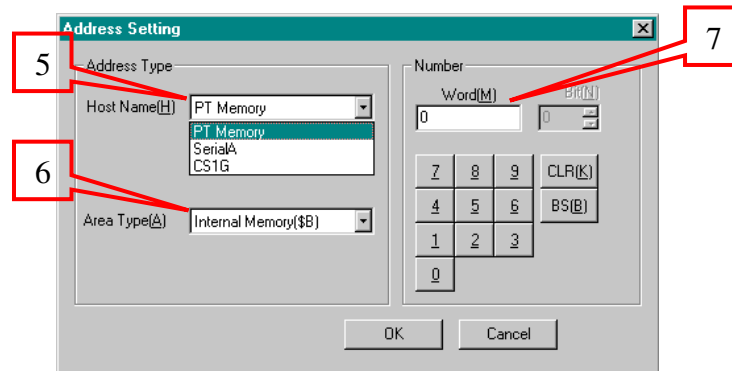 Address Setting
5
6
7
Address Type
Host Name(H)
PT Memory
PT Memory
SerialA
CS1G
Area Type(A)
Internal Memory($B)
Number
Word(M)
Bit(N)
0
0
7 8 9 CLR(K)
4 5 6 BS(B)
1 2 3
0
OK Cancel